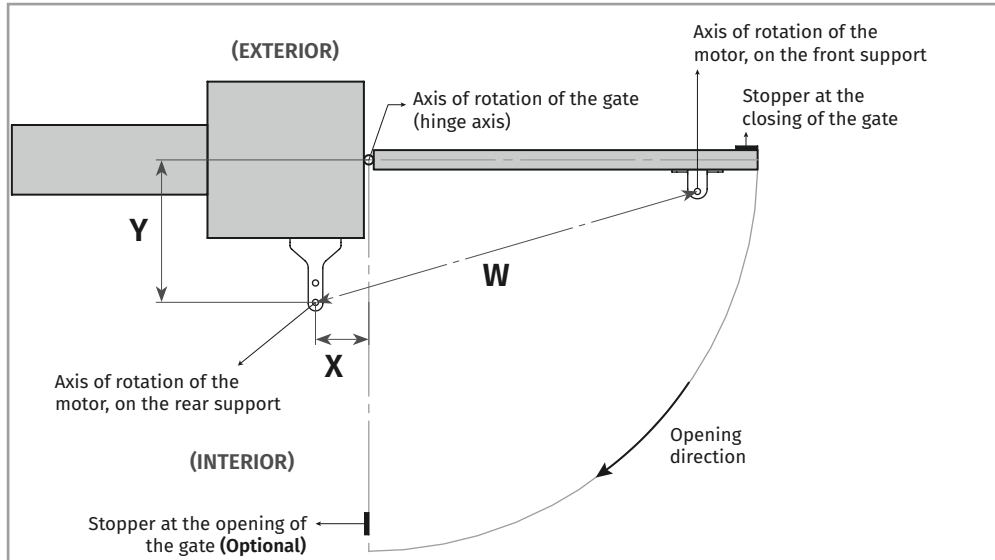 (EXTERIOR)
Axis of rotation of the
motor, on the front support
Axis of rotation of the gate
(hinge axis)
Stopper at the
closing of the gate
Y
W
X
Axis of rotation of the
motor, on the rear support
Opening
direction
(INTERIOR)
Stopper at the opening of
the gate (Optional)